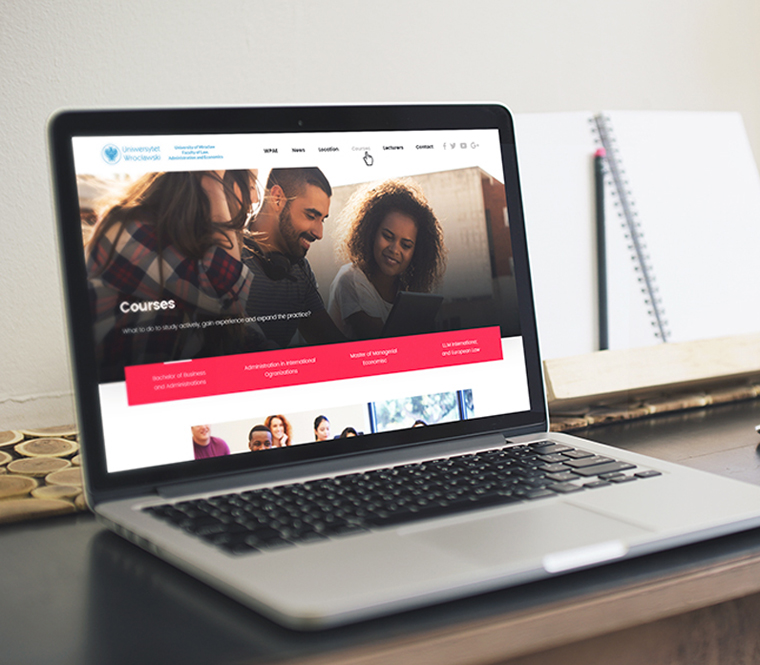 Uniwersytet
Wrocławski
University of Wroclaw
Faculty of Law
Administration and Economics
WPAE
News
Location
Courses
Lecturers
Contact
Courses
What to do to study actively, gain experience and expand the practice?
Bachelor of Business
and Administrations
Administration in International
Ogranizations
Master of Managerial
Economisc
LL.M International,
and European Law